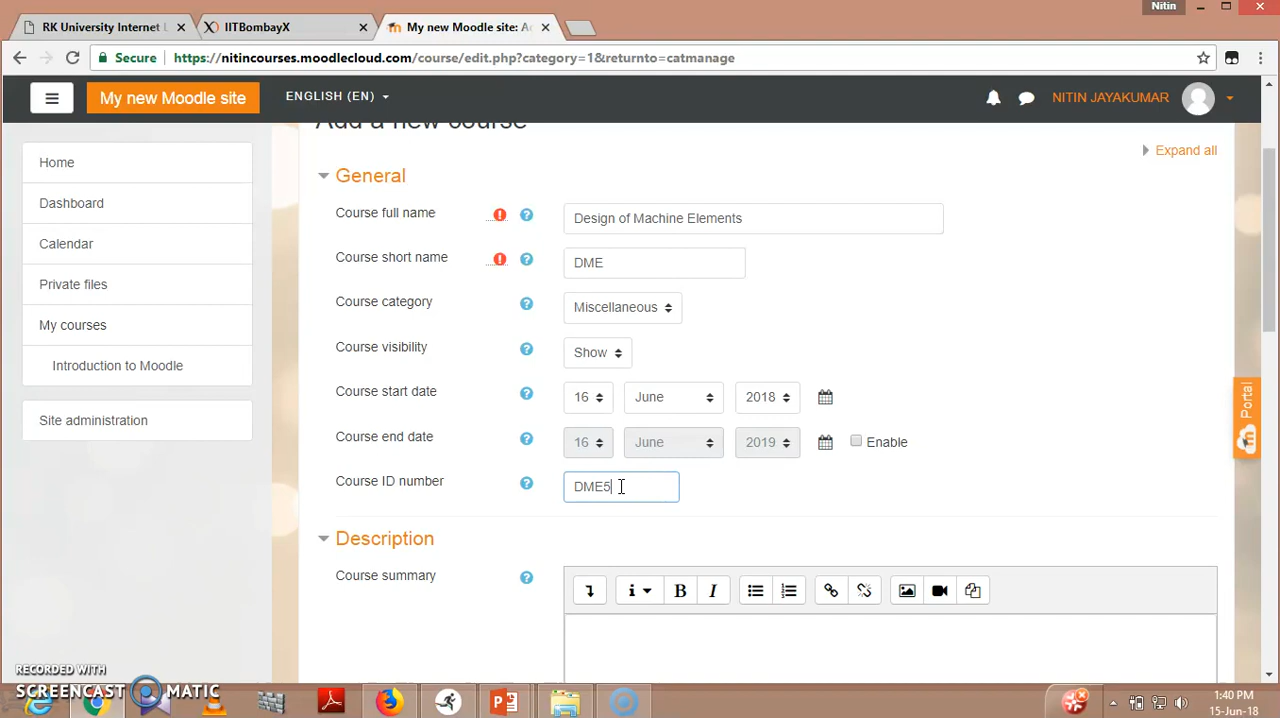 Nitin
RK University Internet
IITBombayX
My new Moodle site: A
Secure https://nitincourses.moodlecloud.com/course/edit.php?category=1&returnto=catmanage
My new Moodle site
ENGLISH (EN)
NITIN JAYAKUMAR
Add a new course
Expand all
Home
Dashboard
Calendar
Private files
My courses
Introduction to Moodle
Site administration
General
Course full name
Design of Machine Elements
Course short name
DME
Course category
Miscellaneous
Course visibility
Show
Course start date
16 June 2018
Course end date
16 June 2019 Enable
Course ID number
DME5
Portal
Description
Course summary
B I
RECORDED WITH
SCREENCAST MATIC
1:40 PM
15-Jun-18